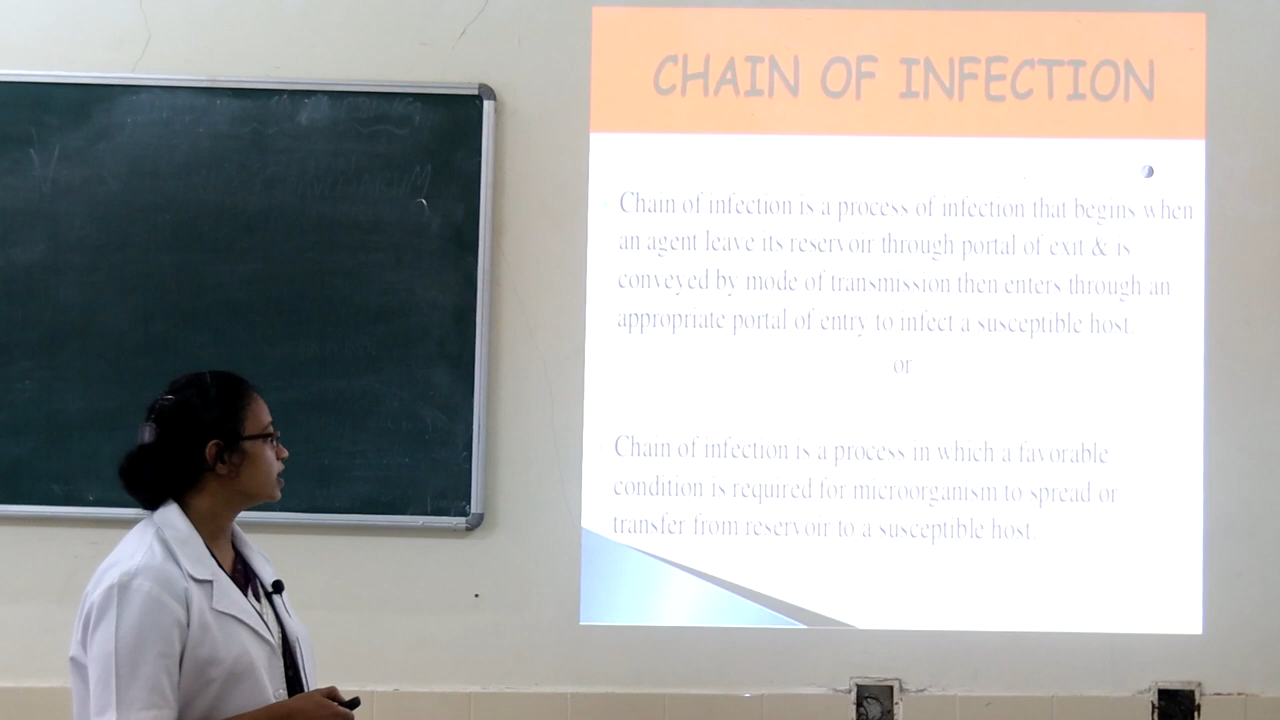 CHAIN OF INFECTION
Chain of infection is a process of infection that begins when
an agent leave its reservoir through portal of exit & is
conveyed by mode of transmission then enters through an
appropriate portal of entry to infect a susceptible host.
or
Chain of infection is a process in which a favorable
condition is required for microorganism to spread or
transfer from reservoir to a susceptible host.